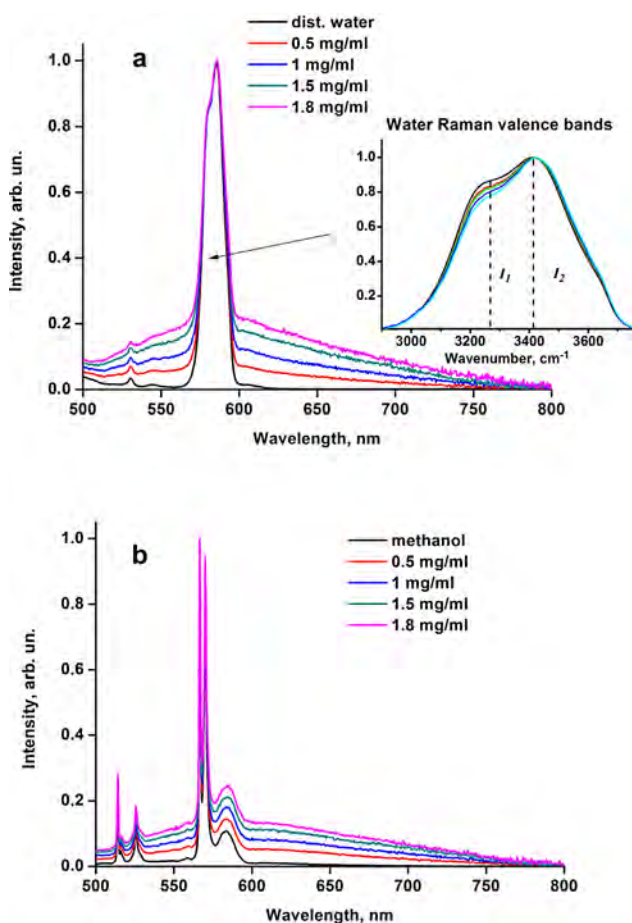 a
dist. water
0.5 mg/ml
1 mg/ml
1.5 mg/ml
1.8 mg/ml
Intensity, arb. un.
1.0
0.8
0.6
0.4
0.2
0.0
500 550 600 650 700 750 800
Wavelength, nm
Water Raman valence bands
1.0
0.8
0.6
0.4
0.2
I1 I2
3000 3200 3400 3600
Wavenumber, cm-1
b
methanol
0.5 mg/ml
1 mg/ml
1.5 mg/ml
1.8 mg/ml
Intensity, arb. un.
1.0
0.8
0.6
0.4
0.2
0.0
500 550 600 650 700 750 800
Wavelength, nm